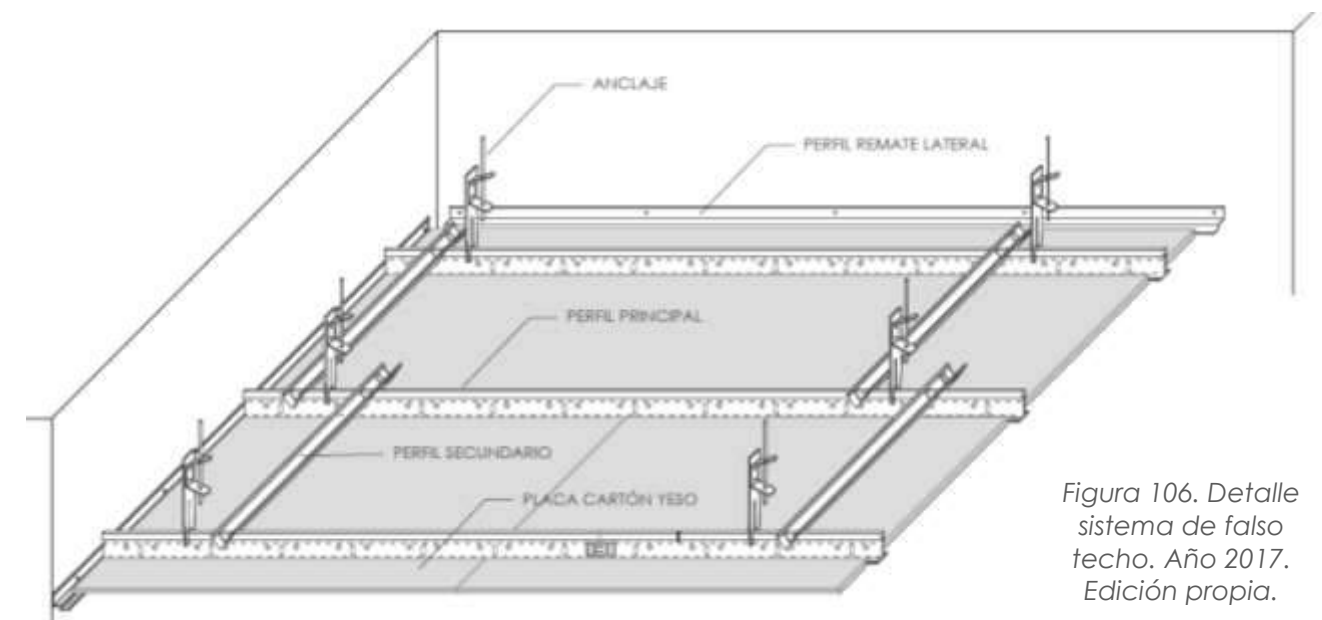 ANCLAJE
PERFIL REMATE LATERAL
PERFIL PRINCIPAL
PERFIL SECUNDARIO
PLACA CARTÓN YESO
Figura 106. Detalle
sistema de falso
techo. Año 2017.
Edición propia.